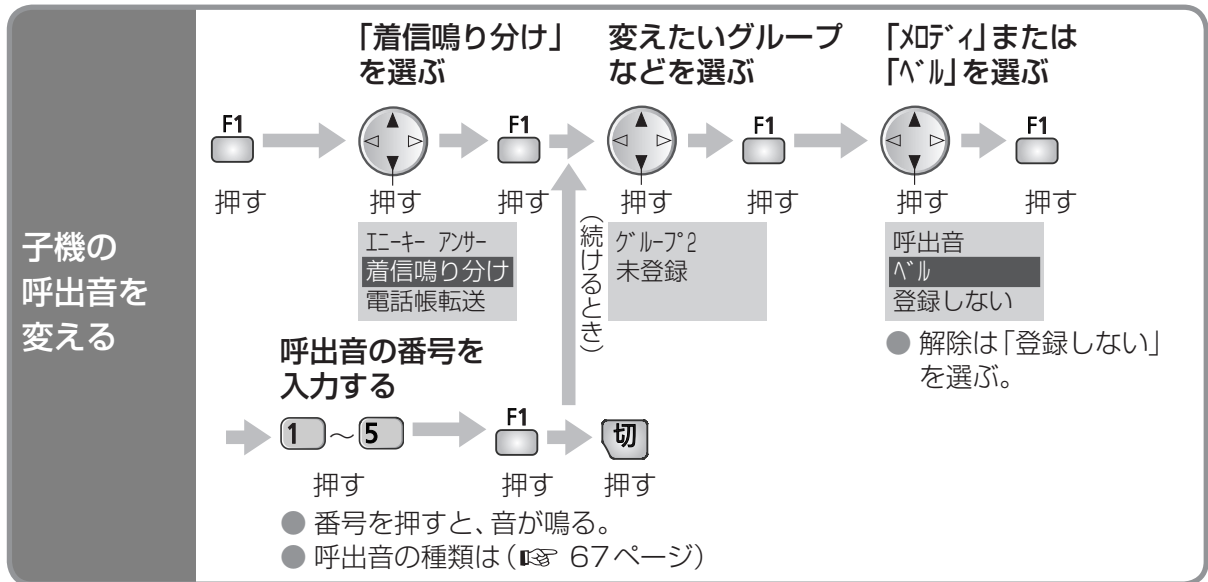 子機の
呼出音を
変える
「着信鳴り分け」
を選ぶ
変えたいグループ
などを選ぶ
「ﾒﾛﾃﾞｨ」または
「ﾍﾞﾙ」を選ぶ
F1
F1
F1
F1
押す
押す
押す
押す
押す
押す
押す
ｴﾆｰｷｰ ｱﾝｻｰ
着信鳴り分け
電話帳転送
(続けるとき)
ｸﾞﾙｰﾌﾟ2
未登録
呼出音
ﾍﾞﾙ
登録しない
● 解除は「登録しない」
を選ぶ。
呼出音の番号を
入力する
1～5
F1
切
押す
押す
押す
● 番号を押すと、音が鳴る。
● 呼出音の種類は(☞ 67ページ)